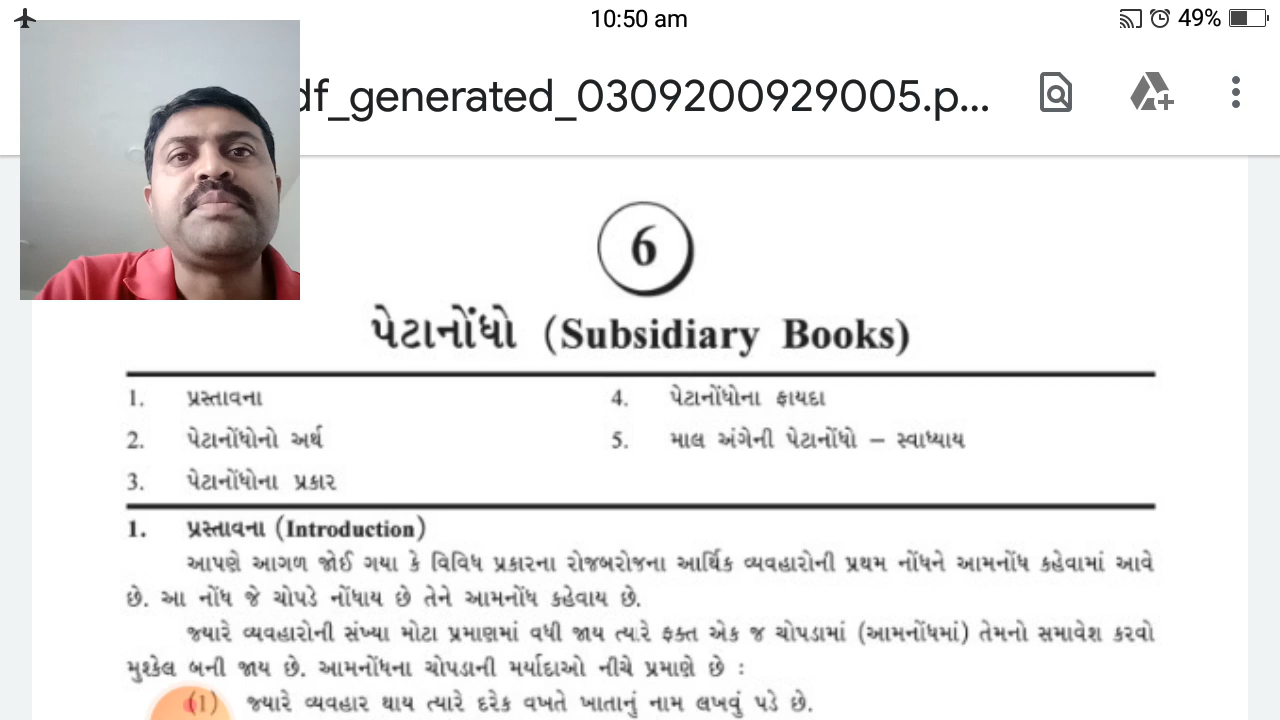 10:50 am
49%
df_generated_0309200929005.p...
6
પેટાનોંધો (Subsidiary Books)
1. પ્રસ્તાવના
2. પેટાનોંધોનો અર્થ
3. પેટાનોંધોના પ્રકાર
4. પેટાનોંધોના ફાયદા
5. માલ અંગેની પેટાનોંધો – સ્વાધ્યાય
1. પ્રસ્તાવના (Introduction)
આપણે આગળ જોઈ ગયા કે વિવિધ પ્રકારના રોજબરોજના આર્થિક વ્યવહારોની પ્રથમ નોંધને આમનોંધ કહેવામાં આવે
છે. આ નોંધ જે ચોપડે નોંધાય છે તેને આમનોંધ કહેવાય છે.
જ્યારે વ્યવહારોની સંખ્યા મોટા પ્રમાણમાં વધી જાય ત્યારે ફક્ત એક જ ચોપડામાં (આમનોંધમાં) તેમનો સમાવેશ કરવો
મુશ્કેલ બની જાય છે. આમનોંધના ચોપડાની મર્યાદાઓ નીચે પ્રમાણે છે :
(1) જ્યારે વ્યવહાર થાય ત્યારે દરેક વખતે ખાતાનું નામ લખવું પડે છે.